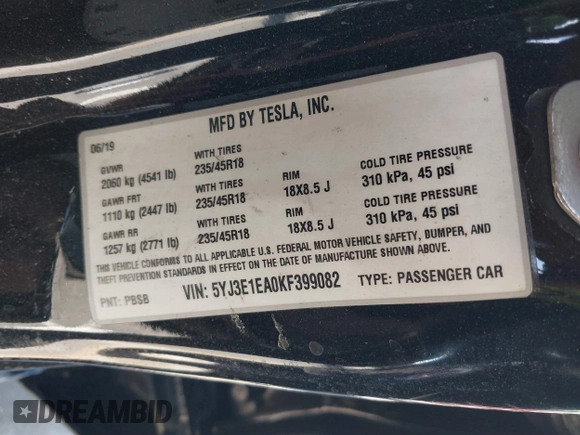 MFD BY TESLA, INC.
06/19
GVWR WITH TIRES RIM COLD TIRE PRESSURE
2060 kg (4541 lb) 235/45R18 18X8.5 J 310 kPa, 45 psi
GAWR FRT WITH TIRES RIM COLD TIRE PRESSURE
1110 kg (2447 lb) 235/45R18 18X8.5 J 310 kPa, 45 psi
GAWR RR WITH TIRES
1257 kg (2771 lb) 235/45R18
THIS VEHICLE CONFORMS TO ALL APPLICABLE U.S. FEDERAL MOTOR VEHICLE SAFETY, BUMPER, AND
THEFT PREVENTION STANDARDS IN EFFECT ON THE DATE OF MANUFACTURE SHOWN ABOVE.
PNT: PBSB VIN: 5YJ3E1EA0KF399082 TYPE: PASSENGER CAR
DREAMBID